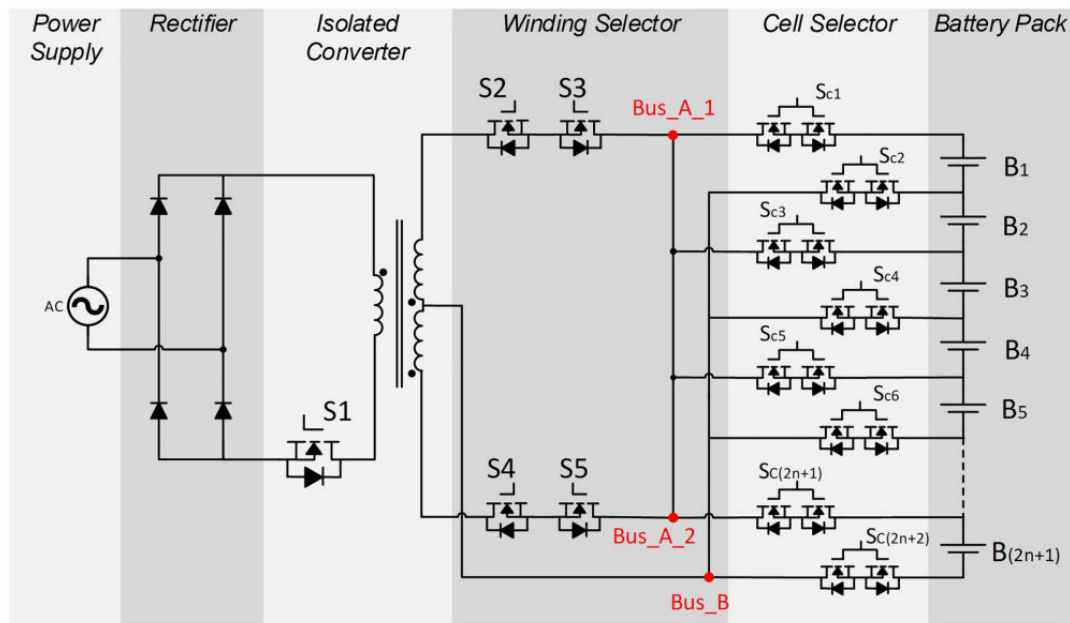 Power
Supply
Rectifier
Isolated
Converter
Winding Selector
Cell Selector
Battery Pack
S2
S3
Bus_A_1
Sc1
B1
Sc2
B2
Sc3
B3
Sc4
AC
B4
Sc5
B5
Sc6
S1
S4
S5
SC(2n+1)
Bus_A_2
SC(2n+2)
B(2n+1)
Bus_B